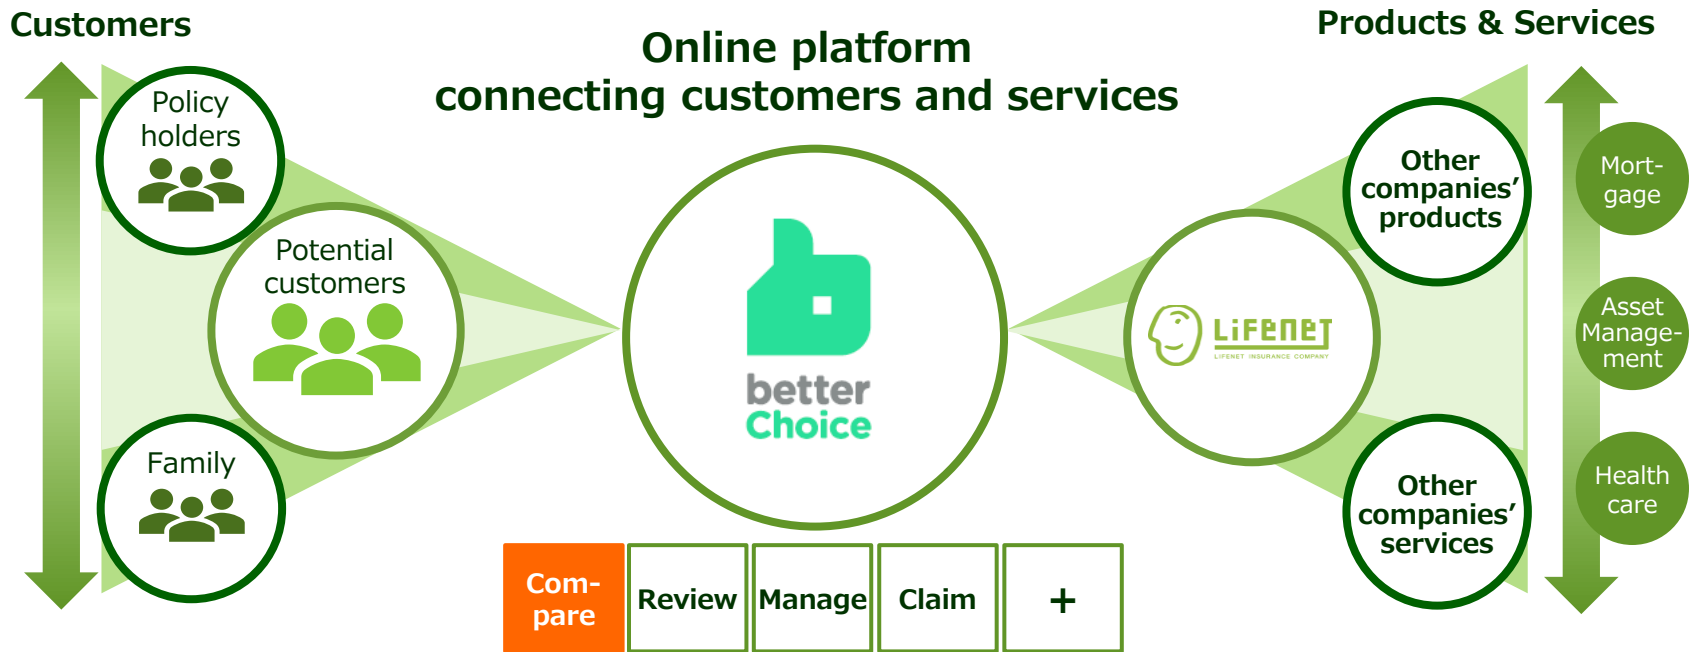 Customers
Online platform
connecting customers and services
Products & Services
Policy
holders
Potential
customers
Family
better
Choice
LIFENET
LIFENET INSURANCE COMPANY
Other
companies’
products
Other
companies’
services
Mort-
gage
Asset
Manage-
ment
Health
care
Com-
pare
Review
Manage
Claim
+